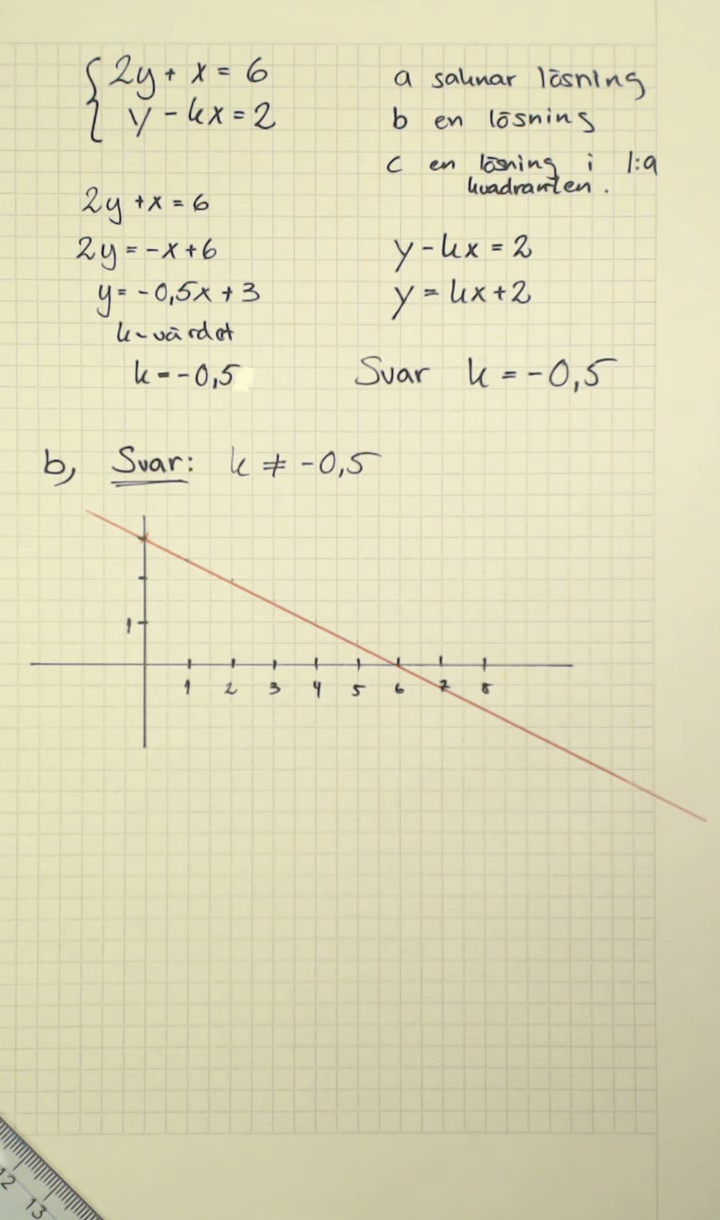 2y + x = 6
y - kx = 2
a saknar lösning
b en lösning
c en lösning i 1:a
kvadranten.
2y + x = 6
2y = -x + 6
y = -0,5x + 3
k-värdet
k = -0,5
y - kx = 2
y = kx + 2
Svar k = -0,5
b, Svar: k ≠ -0,5
1
1 2 3 4 5 6 7 8
12 13